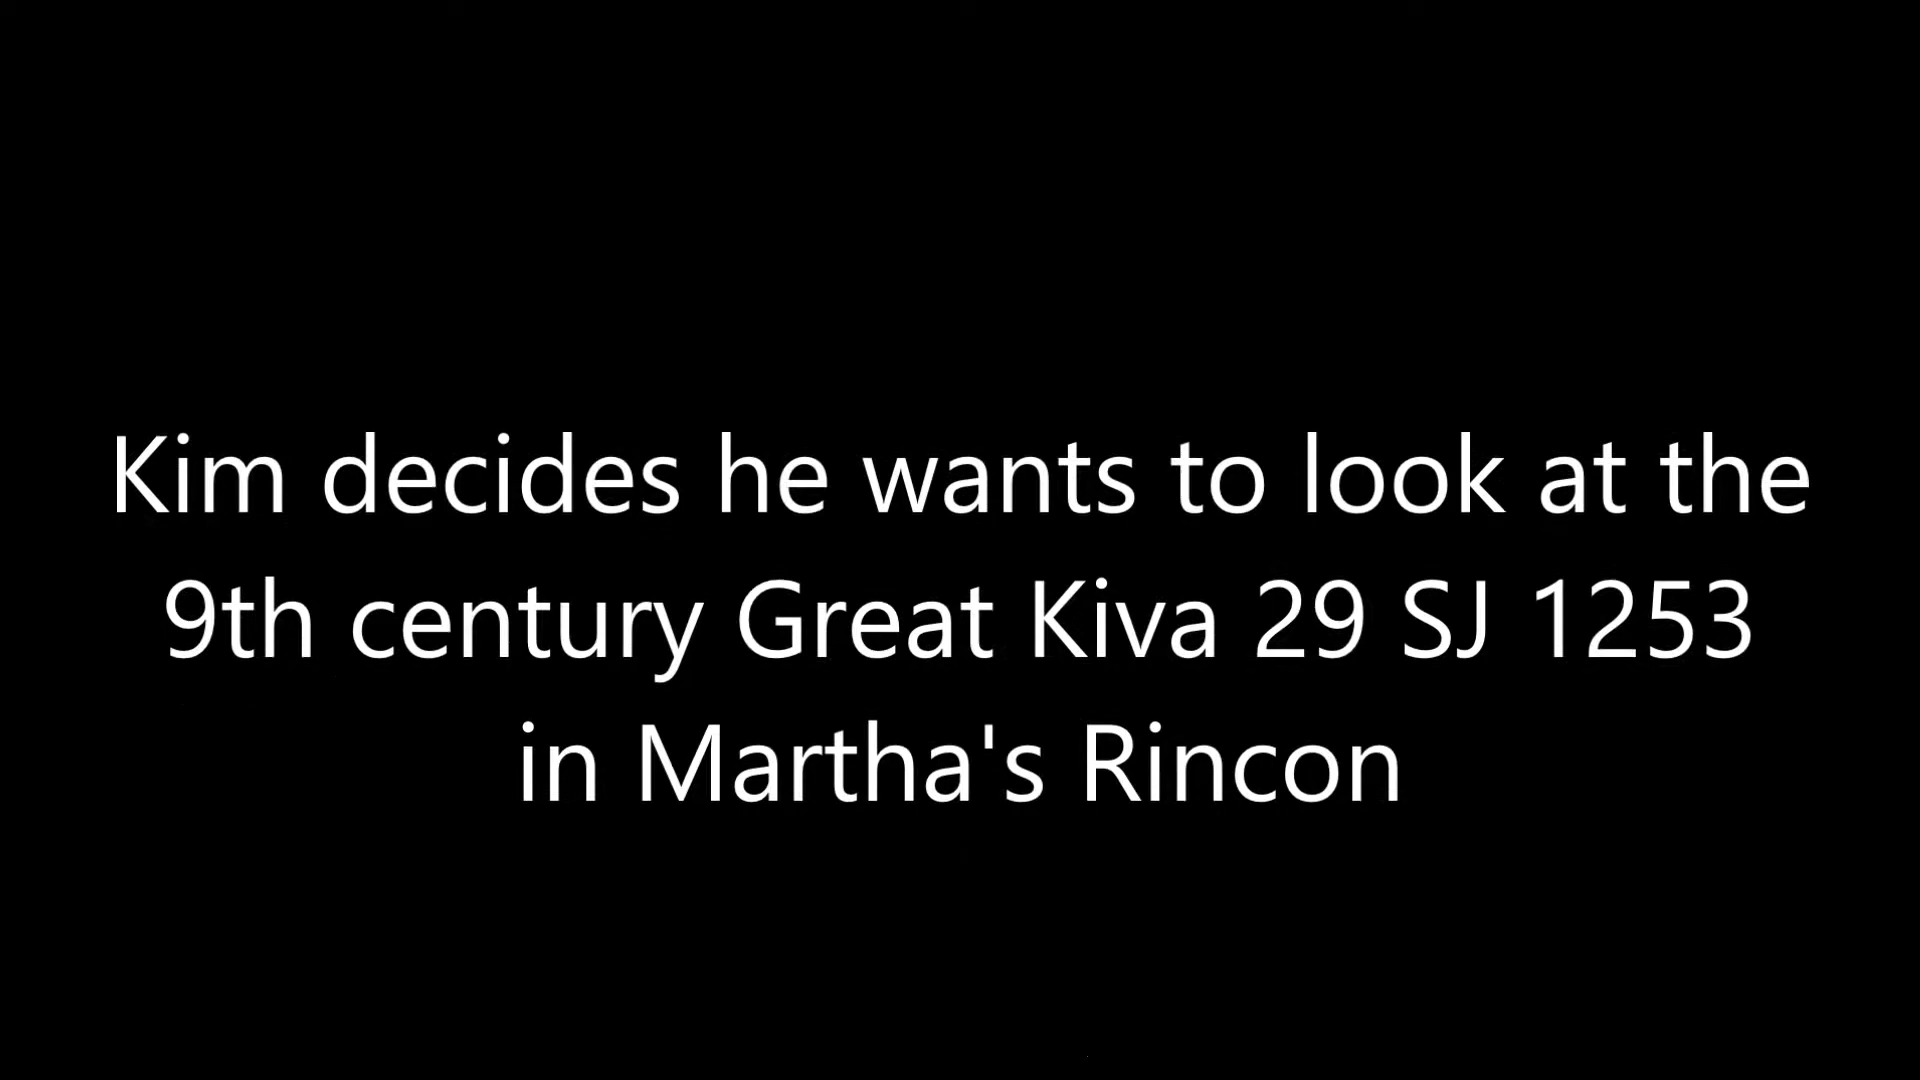 Kim decides he wants to look at the
9th century Great Kiva 29 SJ 1253
in Martha's Rincon